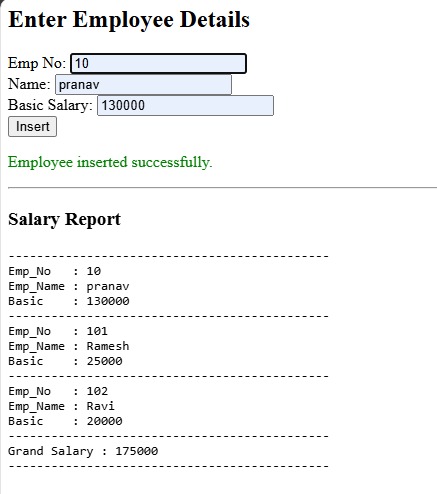 Enter Employee Details
Emp No: 10
Name: pranav
Basic Salary: 130000
Insert
Employee inserted successfully.
Salary Report
---------------------------------------------
Emp_No   : 10
Emp_Name : pranav
Basic    : 130000
---------------------------------------------
Emp_No   : 101
Emp_Name : Ramesh
Basic    : 25000
---------------------------------------------
Emp_No   : 102
Emp_Name : Ravi
Basic    : 20000
---------------------------------------------
Grand Salary : 175000
---------------------------------------------